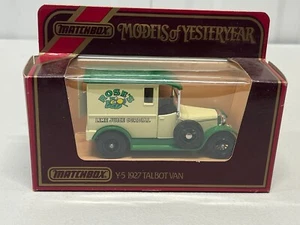 MATCHBOX
MODELS of YESTERYEAR
ROSE'S
LIME JUICE CORDIAL
MATCHBOX
Y-5 1927 TALBOT VAN